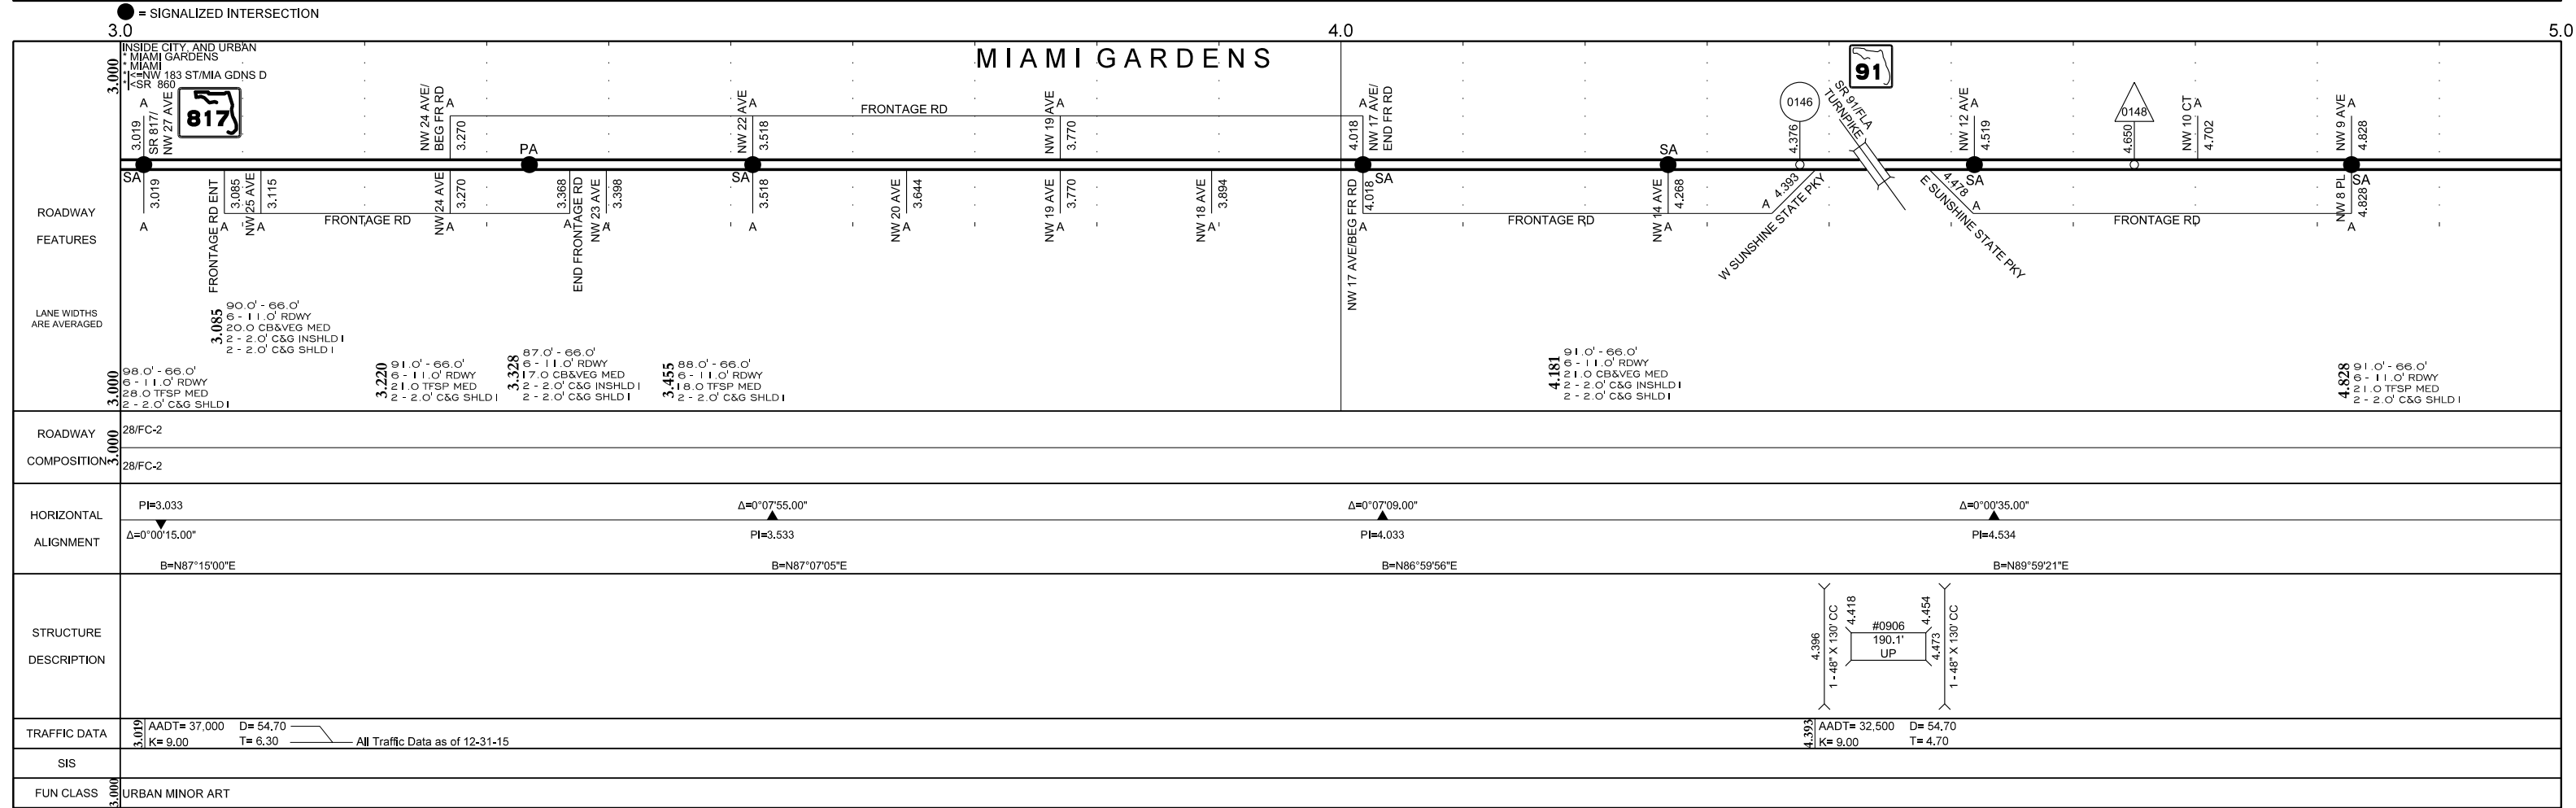 = SIGNALIZED INTERSECTION
3.0
4.0
5.0
3.000
INSIDE CITY, AND URBAN
* MIAMI GARDENS
* MIAMI
*|<=NW 183 ST/MIA GDNS D
*|<SR 860
MIAMI GARDENS
817
91
A
3.019
SR 817/
NW 27 AVE
NW 24 AVE/
BEG FR RD
A
3.270
PA
NW 22 AVE
A
3.518
FRONTAGE RD
NW 19 AVE
A
3.770
A
4.018
NW 17 AVE/
END FR RD
SA
0146
4.376
SR 91/FLA
TURNPIKE
NW 12 AVE
A
4.519
0148
4.650
NW 10 CT
A
4.702
NW 9 AVE
A
4.828
ROADWAY
FEATURES
SA
3.019
A
FRONTAGE RD ENT
3.085
A
NW 25 AVE
3.115
A
FRONTAGE RD
NW 24 AVE
3.270
A
3.368
A
END FRONTAGE RD
NW 23 AVE
3.398
A
SA
3.518
A
NW 20 AVE
3.644
A
NW 19 AVE
3.770
A
NW 18 AVE
3.894
A
NW 17 AVE/BEG FR RD
4.018
SA
A
FRONTAGE RD
NW 14 AVE
4.268
A
4.393
A
W SUNSHINE STATE PKY
4.478
SA
A
E SUNSHINE STATE PKY
FRONTAGE RD
NW 8 PL
4.828
SA
A
LANE WIDTHS
ARE AVERAGED
3.000
98.0' - 66.0'
6 - 11.0' RDWY
28.0 TFSP MED
2 - 2.0' C&G SHLD I
3.085
90.0' - 66.0'
6 - 11.0' RDWY
20.0 CB&VEG MED
2 - 2.0' C&G INSHLD I
2 - 2.0' C&G SHLD I
3.220
91.0' - 66.0'
6 - 11.0' RDWY
21.0 TFSP MED
2 - 2.0' C&G SHLD I
3.328
87.0' - 66.0'
6 - 11.0' RDWY
17.0 CB&VEG MED
2 - 2.0' C&G INSHLD I
2 - 2.0' C&G SHLD I
3.455
88.0' - 66.0'
6 - 11.0' RDWY
18.0 TFSP MED
2 - 2.0' C&G SHLD I
4.181
91.0' - 66.0'
6 - 11.0' RDWY
21.0 CB&VEG MED
2 - 2.0' C&G INSHLD I
2 - 2.0' C&G SHLD I
4.828
91.0' - 66.0'
6 - 11.0' RDWY
21.0 TFSP MED
2 - 2.0' C&G SHLD I
ROADWAY
COMPOSITION
3.000
28/FC-2
28/FC-2
HORIZONTAL
ALIGNMENT
PI=3.033
Δ=0°00'15.00"
B=N87°15'00"E
Δ=0°07'55.00"
PI=3.533
B=N87°07'05"E
Δ=0°07'09.00"
PI=4.033
B=N86°59'56"E
Δ=0°00'35.00"
PI=4.534
B=N89°59'21"E
STRUCTURE
DESCRIPTION
4.396
1 - 48" X 130' CC
4.418
#0906
190.1'
UP
4.454
4.473
1 - 48" X 130' CC
TRAFFIC DATA
3.019
AADT= 37,000 D= 54.70
K= 9.00 T= 6.30
All Traffic Data as of 12-31-15
4.393
AADT= 32,500 D= 54.70
K= 9.00 T= 4.70
SIS
FUN CLASS
3.000
URBAN MINOR ART